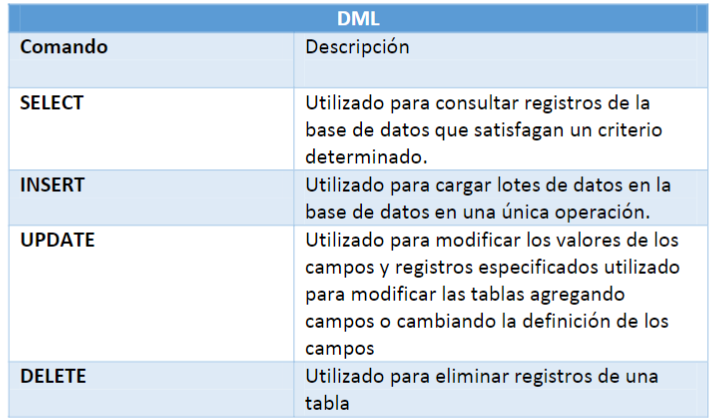 DML
Comando Descripción
SELECT Utilizado para consultar registros de la
base de datos que satisfagan un criterio
determinado.
INSERT Utilizado para cargar lotes de datos en la
base de datos en una única operación.
UPDATE Utilizado para modificar los valores de los
campos y registros especificados utilizado
para modificar las tablas agregando
campos o cambiando la definición de los
campos
DELETE Utilizado para eliminar registros de una
tabla